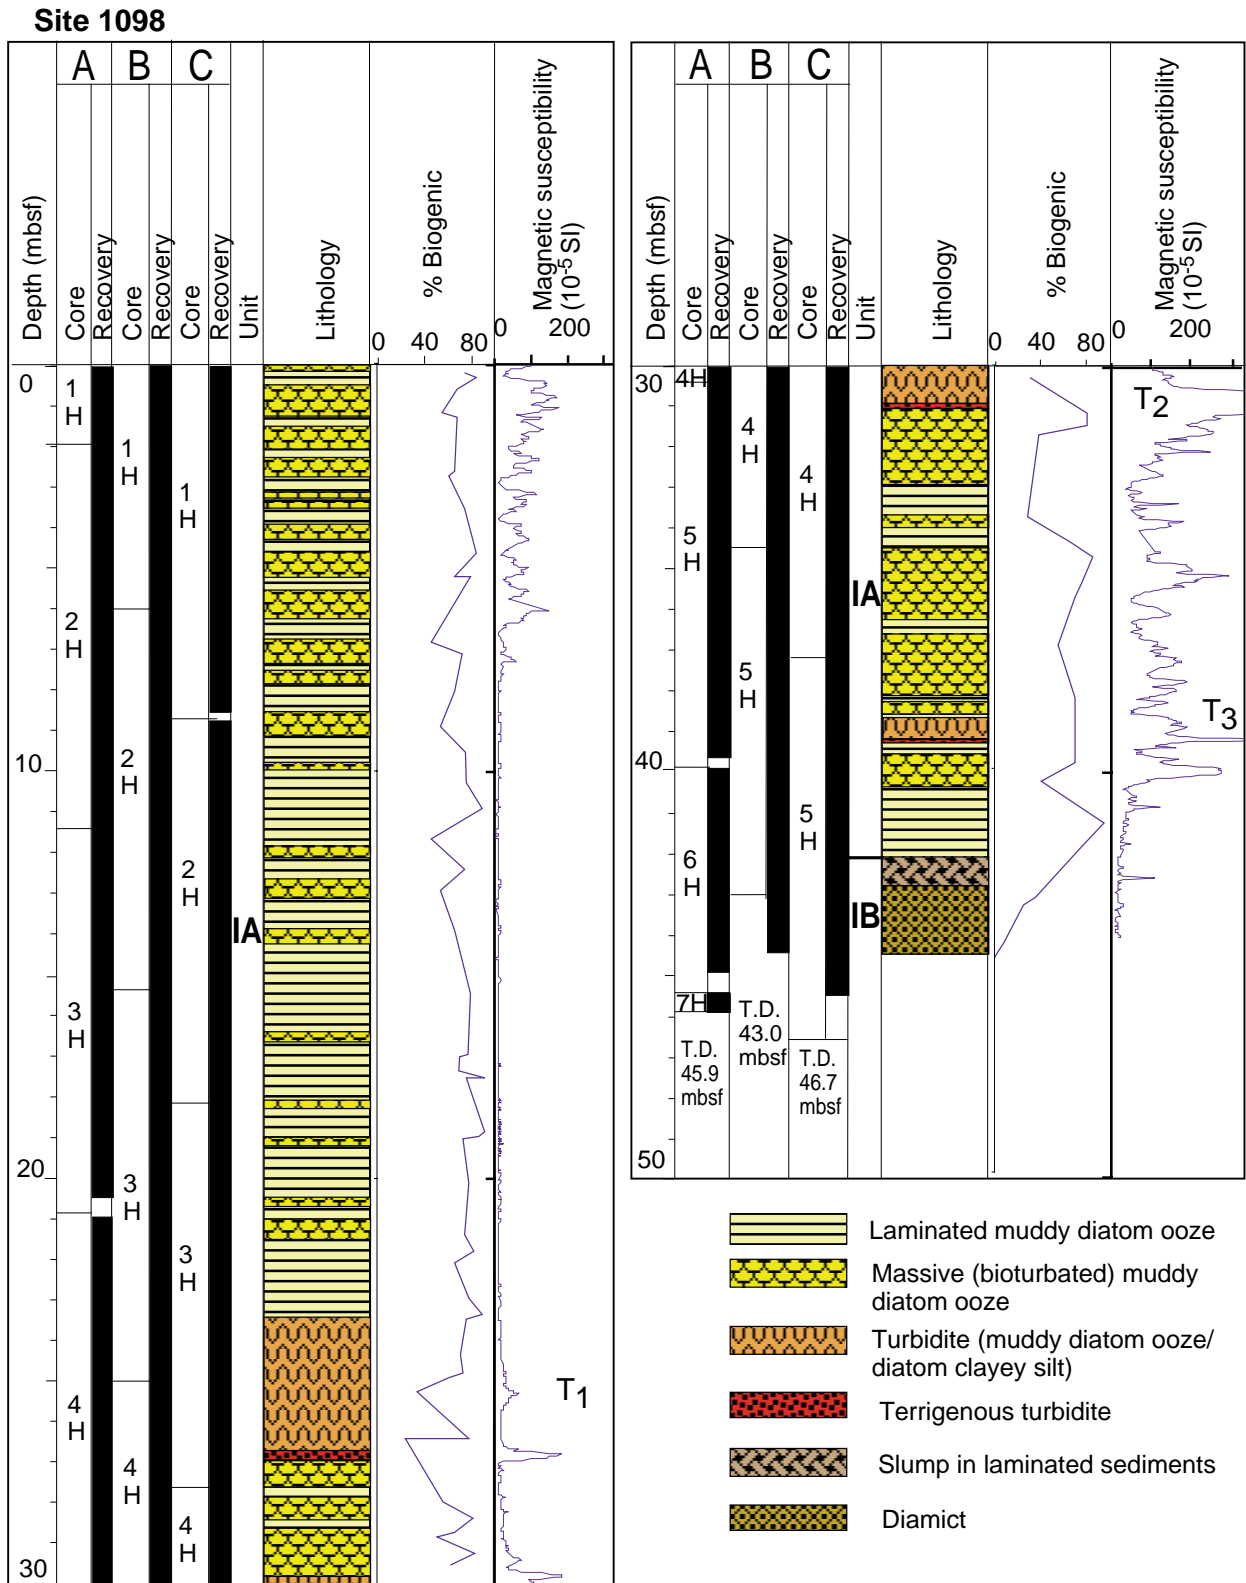 Site 1098
A B C
Depth (mbsf)
Core
Recovery
Core
Recovery
Core
Recovery
Unit
Lithology
% Biogenic
Magnetic susceptibility
(10-5 SI)
0 40 80
0 200
0
10
20
30
1
H
2
H
3
H
4
H
1
H
2
H
3
H
4
H
1
H
2
H
3
H
4
H
IA
T1
A B C
Depth (mbsf)
Core
Recovery
Core
Recovery
Core
Recovery
Unit
Lithology
% Biogenic
Magnetic susceptibility
(10-5 SI)
0 40 80
0 200
30
40
50
4H
5
H
6
H
7H
T.D.
45.9
mbsf
4
H
5
H
T.D.
43.0
mbsf
4
H
5
H
T.D.
46.7
mbsf
IA
IB
T2
T3
Laminated muddy diatom ooze
Massive (bioturbated) muddy
diatom ooze
Turbidite (muddy diatom ooze/
diatom clayey silt)
Terrigenous turbidite
Slump in laminated sediments
Diamict